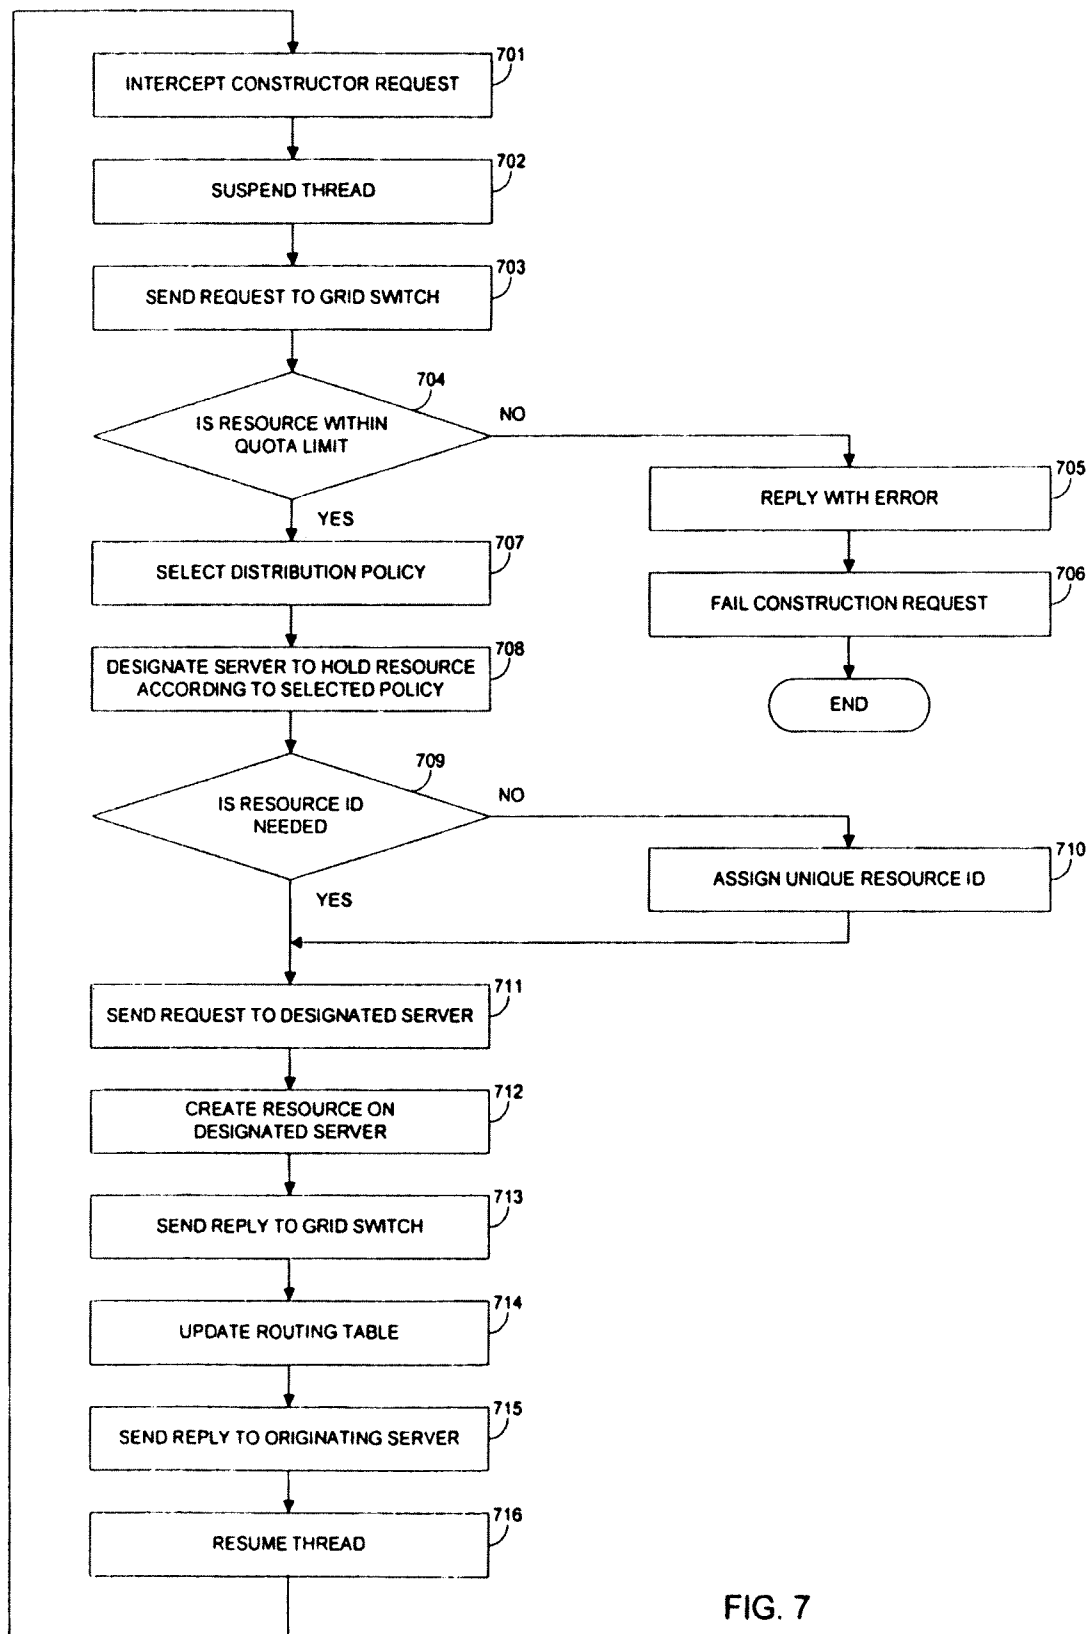 701
INTERCEPT CONSTRUCTOR REQUEST
702
SUSPEND THREAD
703
SEND REQUEST TO GRID SWITCH
704
IS RESOURCE WITHIN
QUOTA LIMIT
NO
YES
705
REPLY WITH ERROR
706
FAIL CONSTRUCTION REQUEST
END
707
SELECT DISTRIBUTION POLICY
708
DESIGNATE SERVER TO HOLD RESOURCE
ACCORDING TO SELECTED POLICY
709
IS RESOURCE ID
NEEDED
NO
YES
710
ASSIGN UNIQUE RESOURCE ID
711
SEND REQUEST TO DESIGNATED SERVER
712
CREATE RESOURCE ON
DESIGNATED SERVER
713
SEND REPLY TO GRID SWITCH
714
UPDATE ROUTING TABLE
715
SEND REPLY TO ORIGINATING SERVER
716
RESUME THREAD
FIG. 7